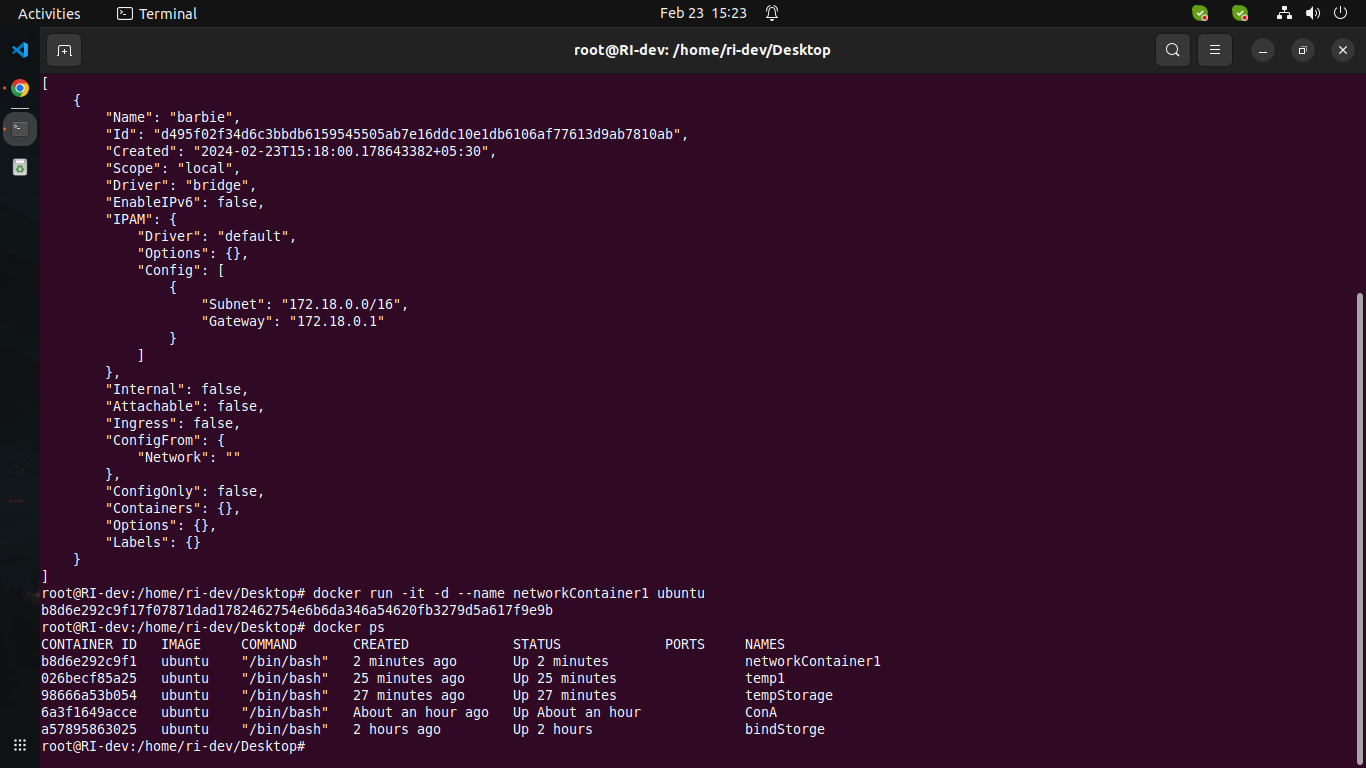 Activities
Terminal
Feb 23 15:23
root@RI-dev: /home/ri-dev/Desktop
[
    {
        "Name": "barbie",
        "Id": "d495f02f34d6c3bbdb6159545505ab7e16ddc10e1db6106af77613d9ab7810ab",
        "Created": "2024-02-23T15:18:00.178643382+05:30",
        "Scope": "local",
        "Driver": "bridge",
        "EnableIPv6": false,
        "IPAM": {
            "Driver": "default",
            "Options": {},
            "Config": [
                {
                    "Subnet": "172.18.0.0/16",
                    "Gateway": "172.18.0.1"
                }
            ]
        },
        "Internal": false,
        "Attachable": false,
        "Ingress": false,
        "ConfigFrom": {
            "Network": ""
        },
        "ConfigOnly": false,
        "Containers": {},
        "Options": {},
        "Labels": {}
    }
]
root@RI-dev:/home/ri-dev/Desktop# docker run -it -d --name networkContainer1 ubuntu
b8d6e292c9f17f07871dad1782462754e6b6da346a54620fb3279d5a617f9e9b
root@RI-dev:/home/ri-dev/Desktop# docker ps
CONTAINER ID   IMAGE     COMMAND       CREATED             STATUS             PORTS     NAMES
b8d6e292c9f1   ubuntu    "/bin/bash"   2 minutes ago       Up 2 minutes                 networkContainer1
026becf85a25   ubuntu    "/bin/bash"   25 minutes ago      Up 25 minutes                temp1
98666a53b054   ubuntu    "/bin/bash"   27 minutes ago      Up 27 minutes                tempStorage
6a3f1649acce   ubuntu    "/bin/bash"   About an hour ago   Up About an hour             ConA
a57895863025   ubuntu    "/bin/bash"   2 hours ago         Up 2 hours                   bindStorge
root@RI-dev:/home/ri-dev/Desktop#